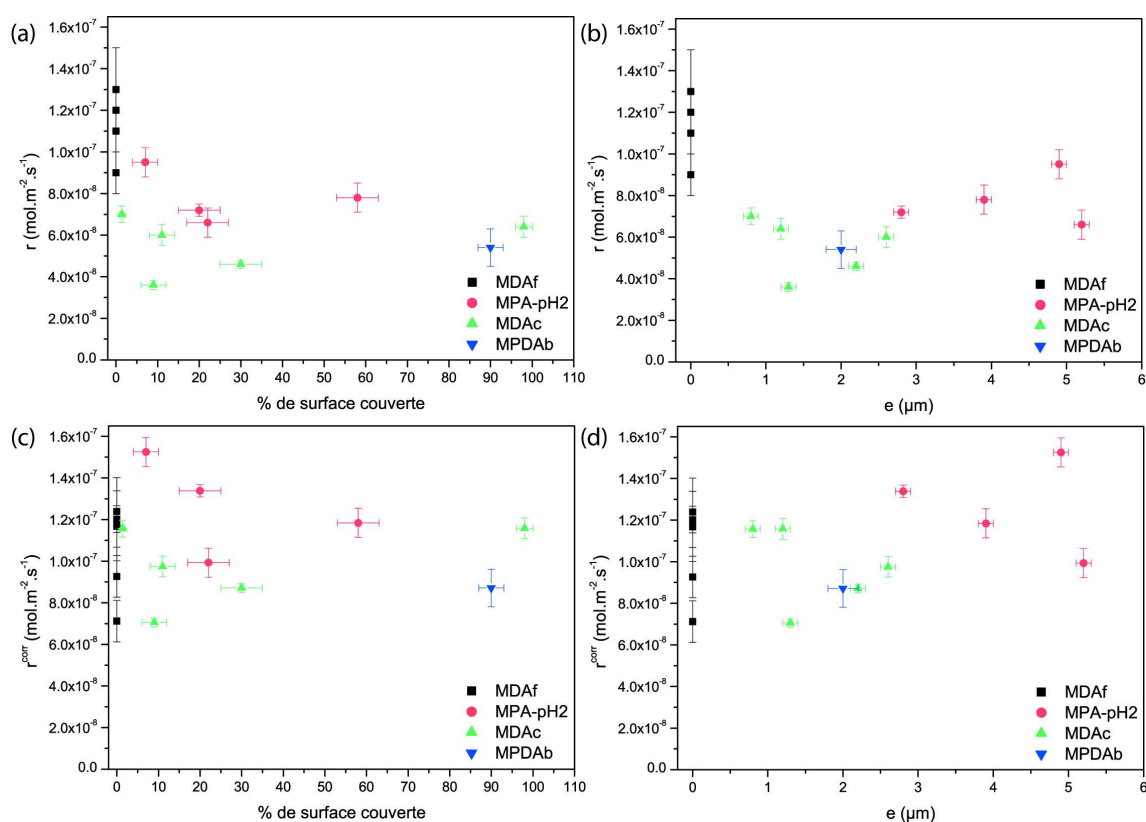 (a)
1.6x10⁻⁷
1.4x10⁻⁷
1.2x10⁻⁷
1.0x10⁻⁷
8.0x10⁻⁸
6.0x10⁻⁸
4.0x10⁻⁸
2.0x10⁻⁸
0.0
r (mol.m⁻².s⁻¹)
MDAf
MPA-pH2
MDAc
MPDAb
0 10 20 30 40 50 60 70 80 90 100 110
% de surface couverte
(b)
1.6x10⁻⁷
1.4x10⁻⁷
1.2x10⁻⁷
1.0x10⁻⁷
8.0x10⁻⁸
6.0x10⁻⁸
4.0x10⁻⁸
2.0x10⁻⁸
0.0
r (mol.m⁻².s⁻¹)
MDAf
MPA-pH2
MDAc
MPDAb
0 1 2 3 4 5 6
e (µm)
(c)
1.6x10⁻⁷
1.4x10⁻⁷
1.2x10⁻⁷
1.0x10⁻⁷
8.0x10⁻⁸
6.0x10⁻⁸
4.0x10⁻⁸
2.0x10⁻⁸
0.0
r^corr (mol.m⁻².s⁻¹)
MDAf
MPA-pH2
MDAc
MPDAb
0 10 20 30 40 50 60 70 80 90 100 110
% de surface couverte
(d)
1.6x10⁻⁷
1.4x10⁻⁷
1.2x10⁻⁷
1.0x10⁻⁷
8.0x10⁻⁸
6.0x10⁻⁸
4.0x10⁻⁸
2.0x10⁻⁸
0.0
r^corr (mol.m⁻².s⁻¹)
MDAf
MPA-pH2
MDAc
MPDAb
0 1 2 3 4 5 6
e (µm)